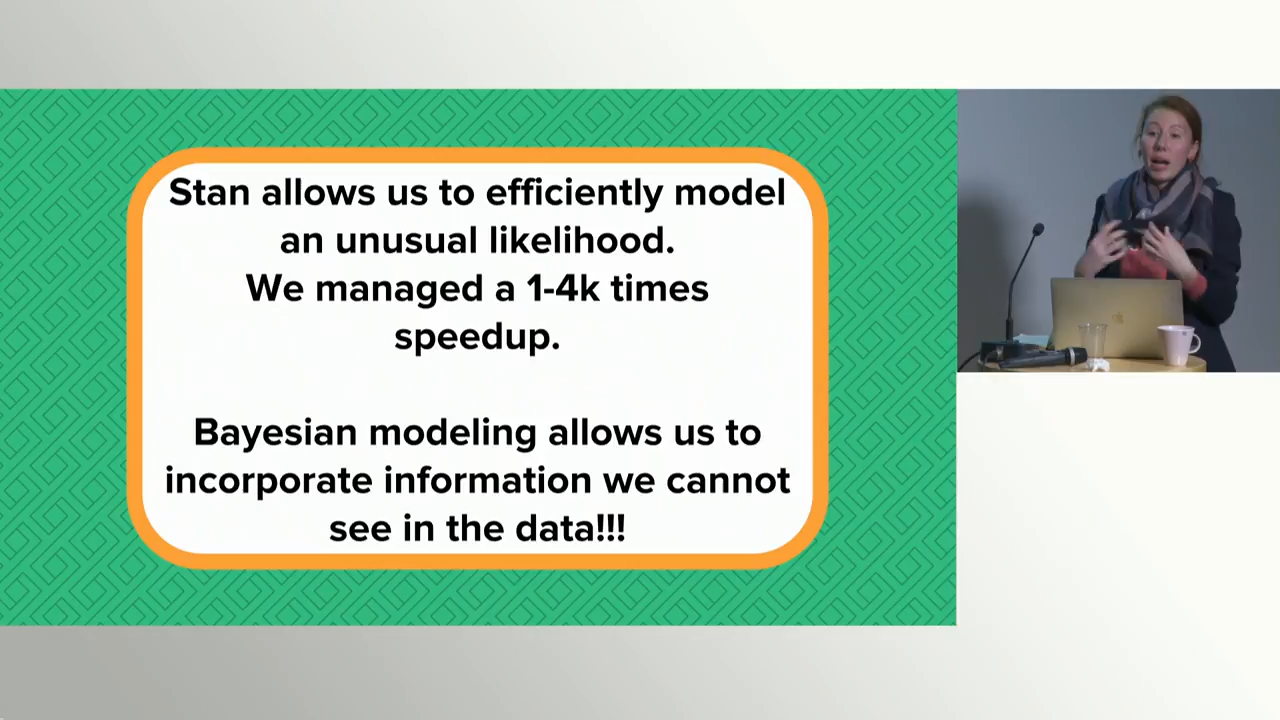 Stan allows us to efficiently model
an unusual likelihood.
We managed a 1-4k times
speedup.
Bayesian modeling allows us to
incorporate information we cannot
see in the data!!!